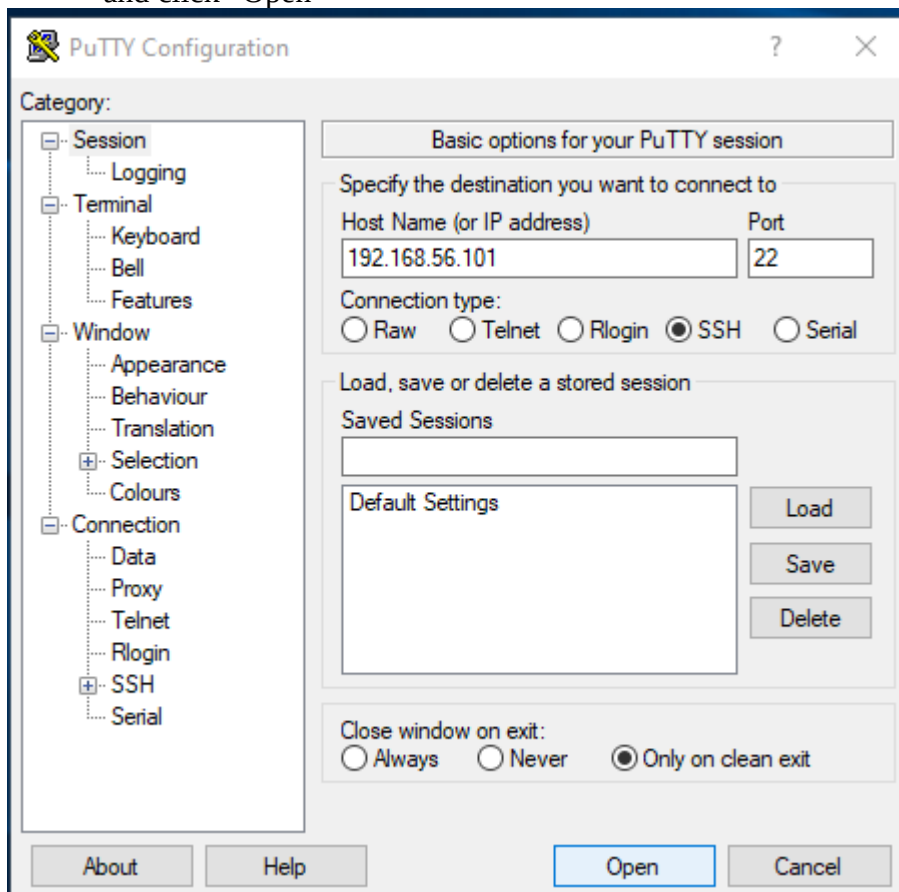 and click "Open"
PuTTY Configuration
?
Category:
Session
Logging
Terminal
Keyboard
Bell
Features
Window
Appearance
Behaviour
Translation
Selection
Colours
Connection
Data
Proxy
Telnet
Rlogin
SSH
Serial
Basic options for your PuTTY session
Specify the destination you want to connect to
Host Name (or IP address) Port
192.168.56.101 22
Connection type:
Raw Telnet Rlogin SSH Serial
Load, save or delete a stored session
Saved Sessions
Default Settings
Load
Save
Delete
Close window on exit:
Always Never Only on clean exit
About Help Open Cancel